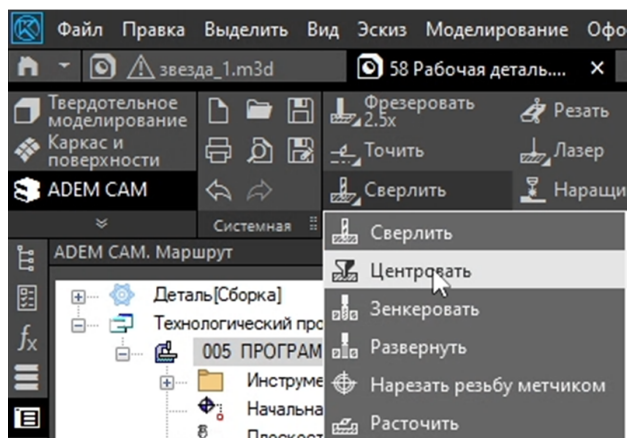 Файл Правка Выделить Вид Эскиз Моделирование
звезда_1.m3d 58 Рабочая деталь....
Твердотельное моделирование
Каркас и поверхности
ADEM CAM
Системная
Фрезеровать 2.5x
Точить
Сверлить
Резать
Лазер
Сверлить
Центровать
Зенкеровать
Развернуть
Нарезать резьбу метчиком
Расточить
ADEM CAM. Маршрут
Деталь[Сборка]
Технологический про
005 ПРОГРАМ
Инструме
Начальна